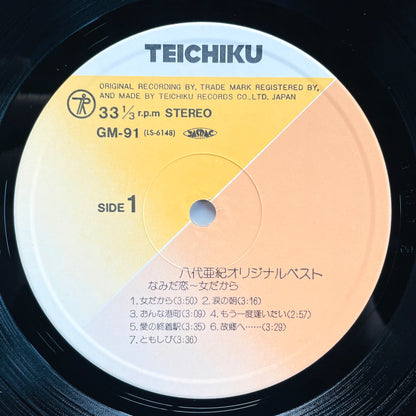 TEICHIKU
ORIGINAL RECORDING BY, TRADE MARK REGISTERED BY,
AND MADE BY TEICHIKU RECORDS CO., LTD. JAPAN
33 1/3 r.p.m STEREO
GM-91 (LS-6148) JASRAC
SIDE 1
八代亜紀オリジナルベスト
なみだ恋〜女だから
1.女だから(3:50) 2.涙の朝(3:16)
3.おんな港町(3:09) 4.もう一度逢いたい(2:57)
5.愛の終着駅(3:35) 6.故郷へ……(3:29)
7.ともしび(3:36)